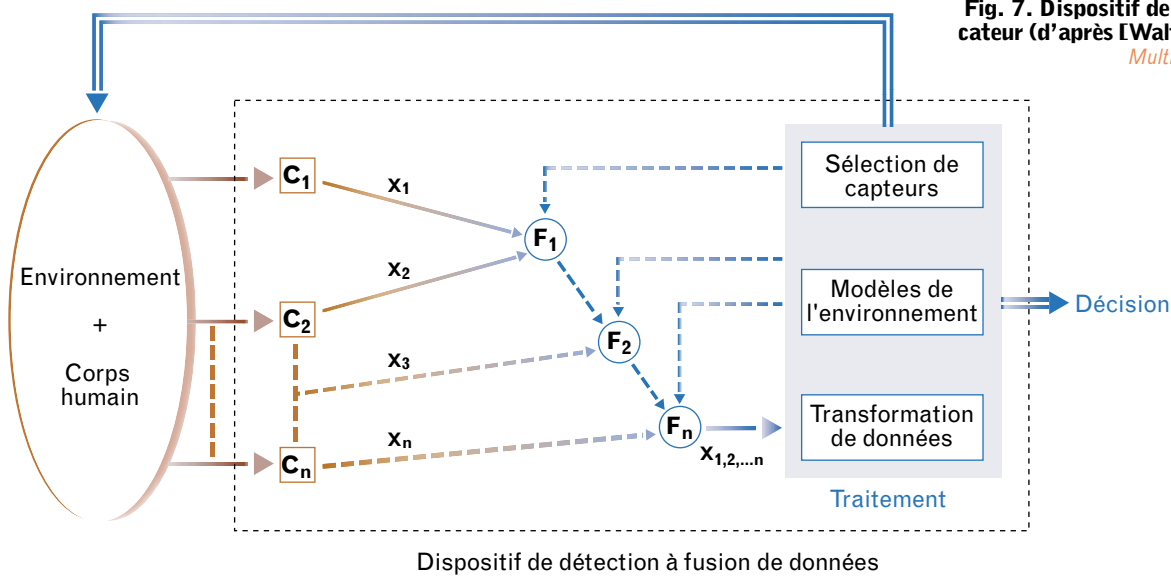 Fig. 7. Dispositif de
cateur (d'après [Wal
Multi
Environnement
+
Corps
humain
C1
C2
Cn
x1
x2
x3
xn
F1
F2
Fn
x1,2,...n
Sélection de
capteurs
Modèles de
l'environnement
Transformation
de données
Traitement
Décision
Dispositif de détection à fusion de données